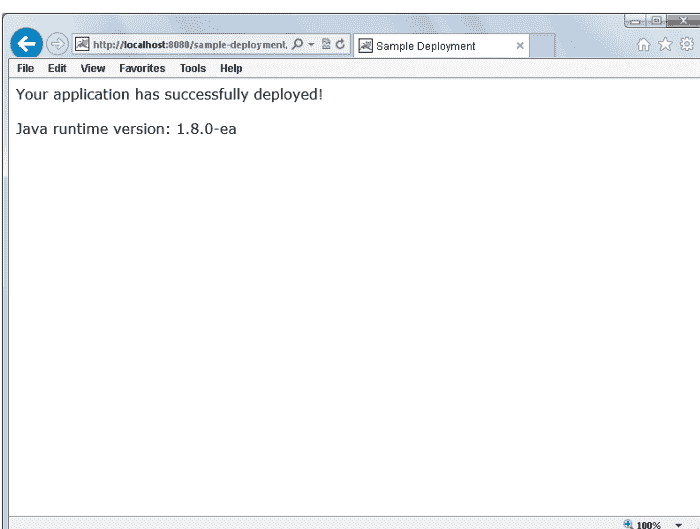 http://localhost:8080/sample-deployment,
Sample Deployment
File Edit View Favorites Tools Help
Your application has successfully deployed!
Java runtime version: 1.8.0-ea
100%